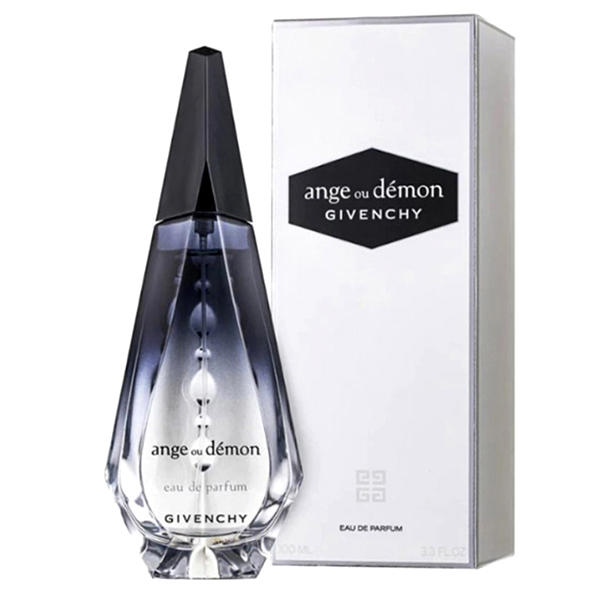 ange ou démon
GIVENCHY
EAU DE PARFUM
100 ML 3.3 FL.OZ
ange ou démon
eau de parfum
GIVENCHY